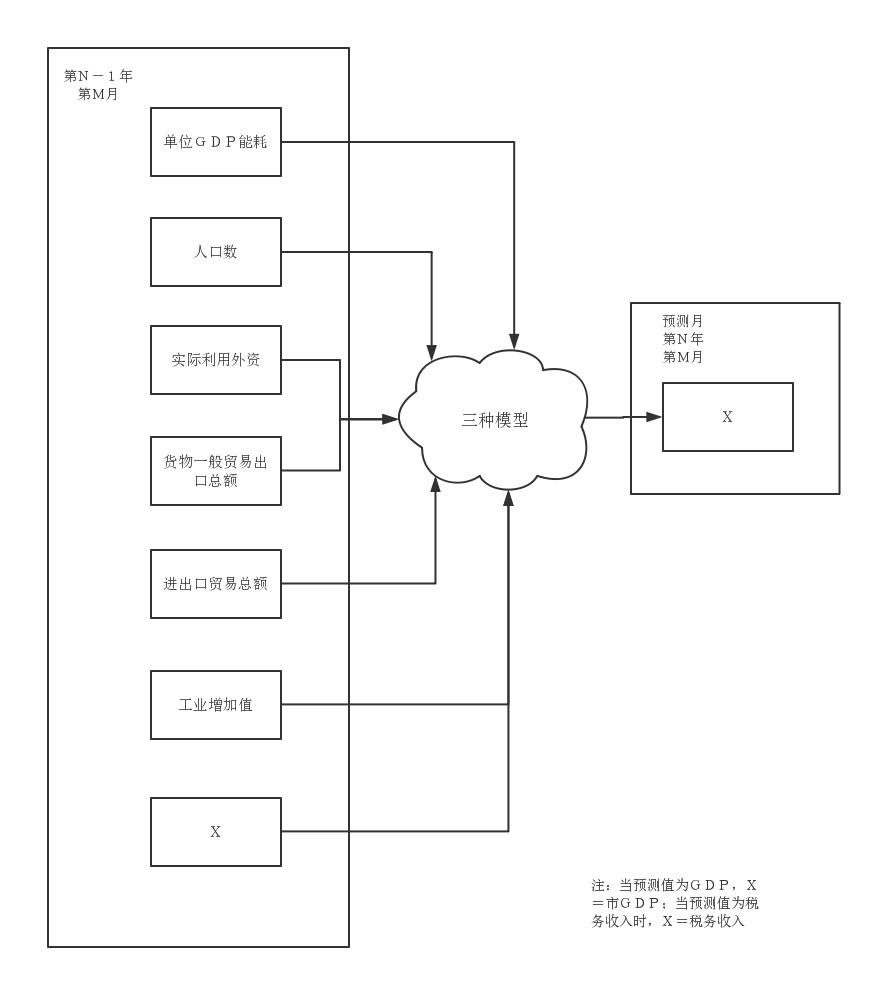 第Ｎ－１年
第Ｍ月
单位ＧＤＰ能耗
人口数
实际利用外资
货物一般贸易出
口总额
进出口贸易总额
工业增加值
Ｘ
三种模型
预测月
第Ｎ年
第Ｍ月
Ｘ
注：当预测值为ＧＤＰ，Ｘ
＝市ＧＤＰ；当预测值为税
务收入时，Ｘ＝税务收入